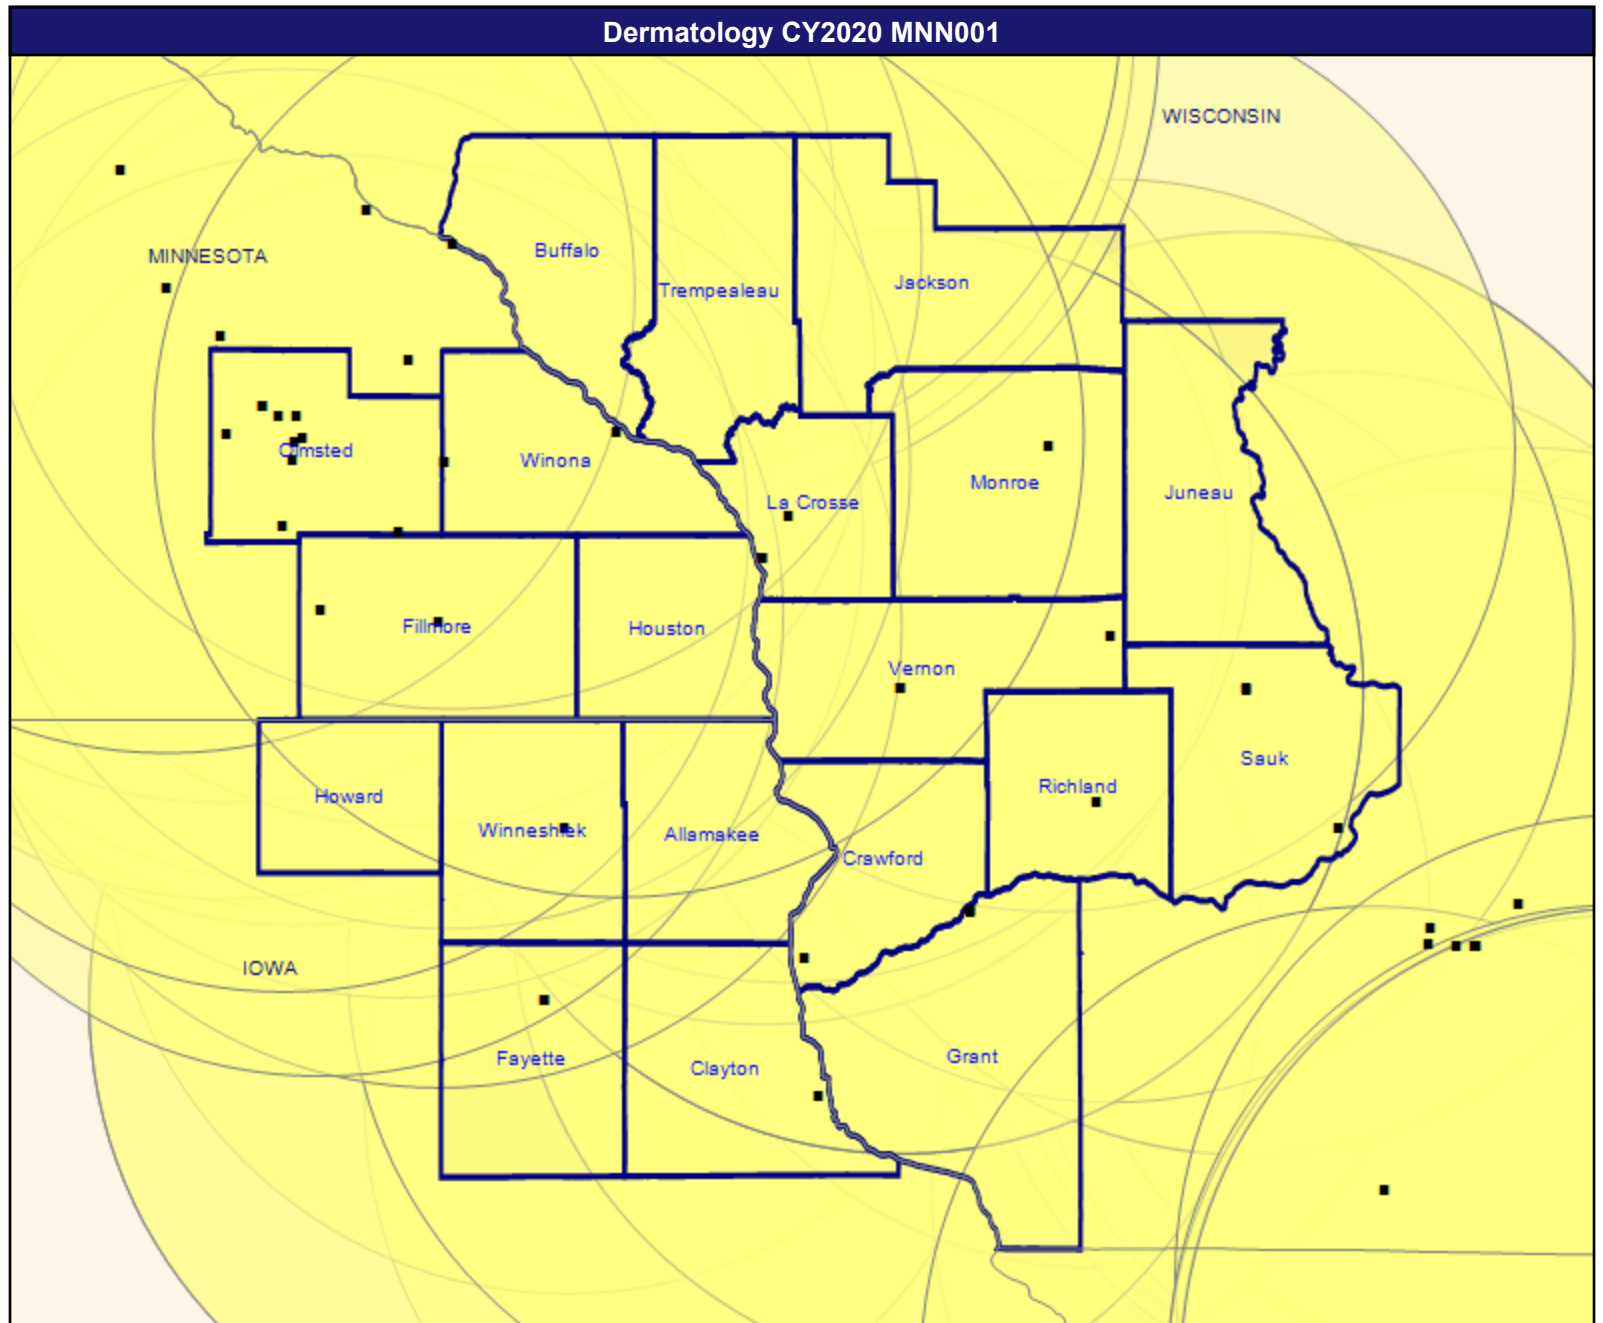 Dermatology CY2020 MNN001
WISCONSIN
MINNESOTA
Buffalo
Trempealeau
Jackson
Olmsted
Winona
La Crosse
Monroe
Juneau
Fillmore
Houston
Vernon
Sauk
Howard
Winneshiek
Allamakee
Crawford
Richland
IOWA
Fayette
Clayton
Grant